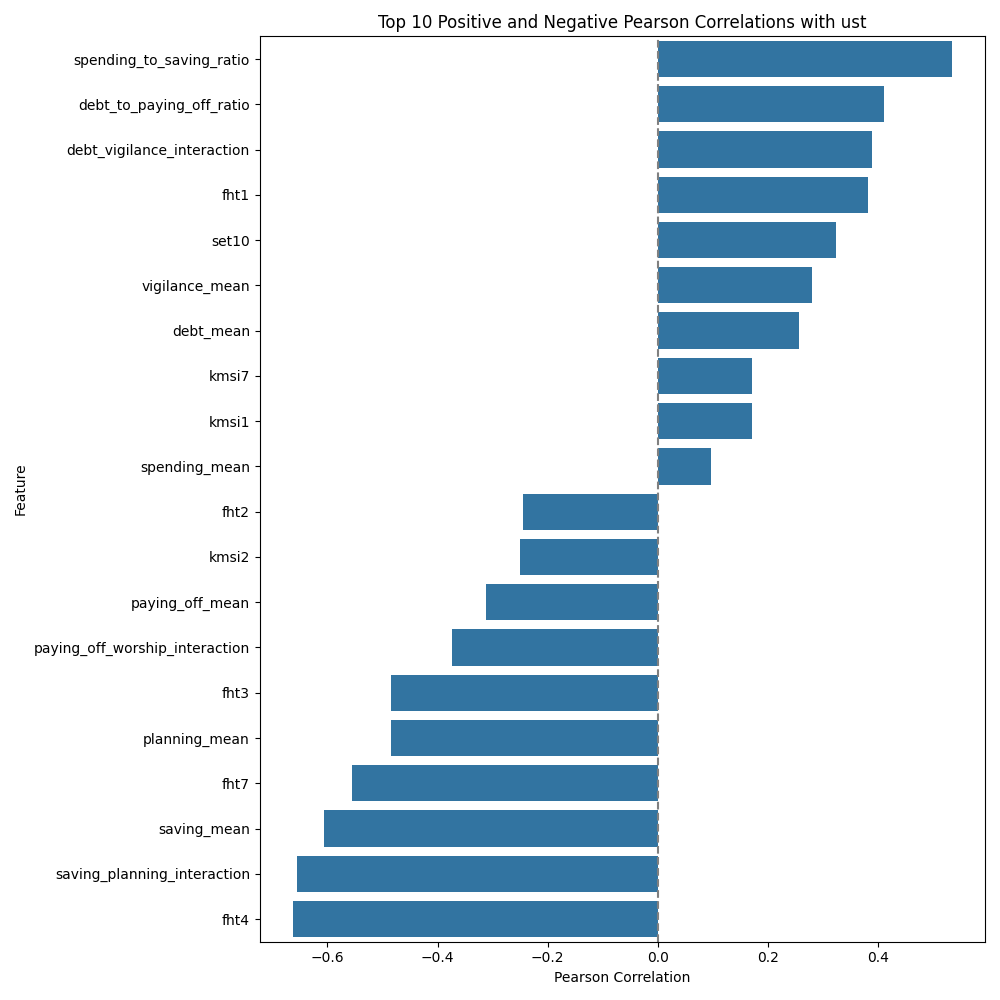 Top 10 Positive and Negative Pearson Correlations with ust
spending_to_saving_ratio
debt_to_paying_off_ratio
debt_vigilance_interaction
fht1
set10
vigilance_mean
debt_mean
kmsi7
kmsi1
spending_mean
fht2
kmsi2
paying_off_mean
paying_off_worship_interaction
fht3
planning_mean
fht7
saving_mean
saving_planning_interaction
fht4
Feature
−0.6 −0.4 −0.2 0.0 0.2 0.4
Pearson Correlation